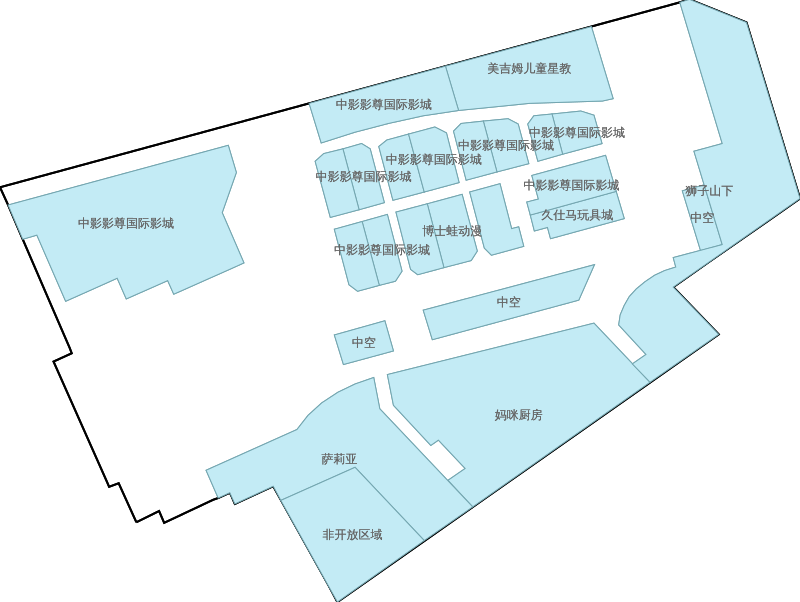 美吉姆儿童星教
中影影尊国际影城
中影影尊国际影城
中影影尊国际影城
中影影尊国际影城
中影影尊国际影城
中影影尊国际影城
狮子山下
久仕马玩具城
中空
中影影尊国际影城
博士蛙动漫
中影影尊国际影城
中空
中空
妈咪厨房
萨莉亚
非开放区域